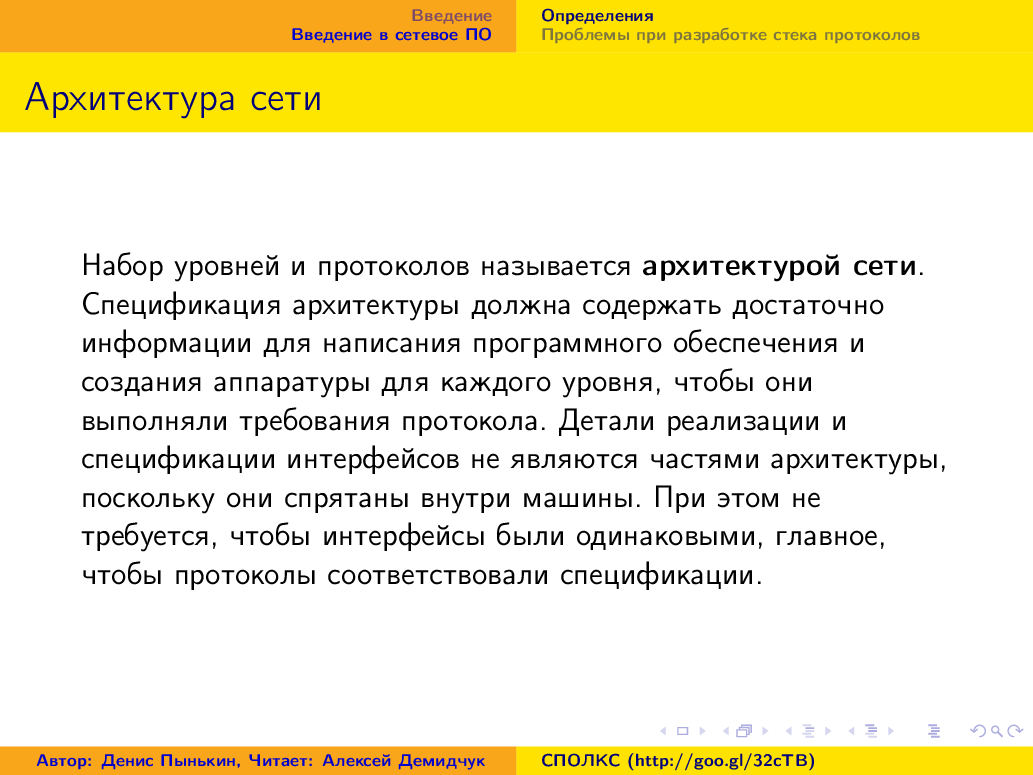 Введение
Введение в сетевое ПО
Определения
Проблемы при разработке стека протоколов
Архитектура сети
Набор уровней и протоколов называется архитектурой сети.
Спецификация архитектуры должна содержать достаточно
информации для написания программного обеспечения и
создания аппаратуры для каждого уровня, чтобы они
выполняли требования протокола. Детали реализации и
спецификации интерфейсов не являются частями архитектуры,
поскольку они спрятаны внутри машины. При этом не
требуется, чтобы интерфейсы были одинаковыми, главное,
чтобы протоколы соответствовали спецификации.
Автор: Денис Пынькин, Читает: Алексей Демидчук
СПОЛКС (http://goo.gl/32cTB)